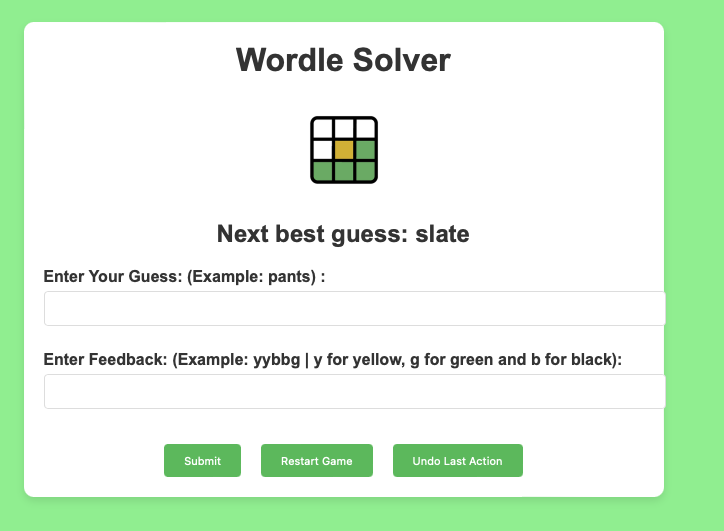 Wordle Solver
Next best guess: slate
Enter Your Guess: (Example: pants) :
Enter Feedback: (Example: yybbg | y for yellow, g for green and b for black):
Submit
Restart Game
Undo Last Action